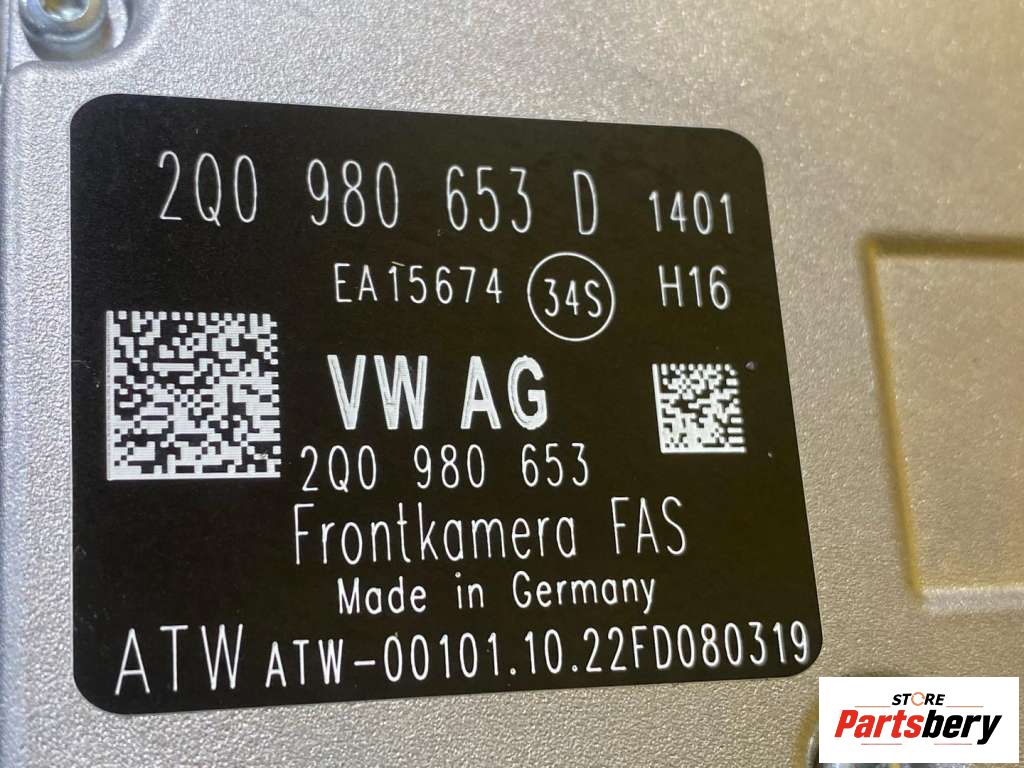 2Q0 980 653 D 1401
EA15674 34S H16
VW AG
2Q0 980 653
Frontkamera FAS
Made in Germany
ATW ATW-00101.10.22FD080319
STORE
Partsbery